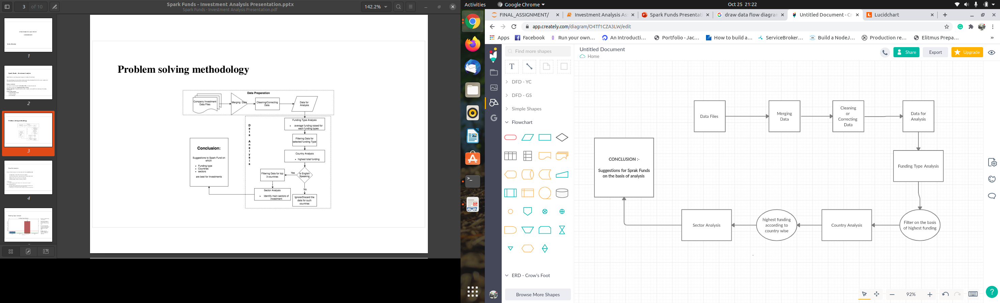 3
of 10
Spark Funds - Investment Analysis Presentation.pptx
Spark Funds - Investment Analysis Presentation.pdf
142.2%
1
2
3
4
Problem solving methodology
Data Preperation
Company Investment
Data Files
Merging Data
Cleaning/Correcting
Data
Data for
Analysis
Data Analysis
Funding Type Analysis
• average funding raised for
each funding types
Filtering Data for
selected funding Type
Country Analysis
• highest total funding
Is English
Speaking
Yes
No
Filtering Data for top
3 countries
Sector Analysis
• Identify main sectors of
investment
Ignore/Discard the
data for such
countries
Conclusion:
Suggestions to Spark Fund on
which
• Funding type
• Countries
• sectors
are best for Investments
Activities
Google Chrome
Oct 25 21:22
FINAL_ASSIGNMENT/
Investment Analysis As
Spark Funds Presentat
draw data flow diagra
Untitled Document - C
Lucidchart
app.creately.com/diagram/O4Tf1CZA3LW/edit
Apps
Facebook
Run your own...
An Introducti...
Portfolio - Jac...
How to build a...
ServiceBroker...
Build a NodeJ...
Production re...
Elitmus Prepa...
»
Find more shapes
Untitled Document
Home
Share
Export
Upgrade
T
DFD - YC
DFD - GS
Simple Shapes
Flowchart
ERD - Crow's Foot
Browse More Shapes
Data Files
Merging
Data
Cleaning
or
Correcting
Data
Data for
Analysis
Funding Type Analysis
Filter on the basis
of highest funding
Country Analysis
highest funding
according to
country wise
Sector Analysis
CONCLUSION :-
Suggestions for Sprak Funds
on the basis of analysis
92%
?